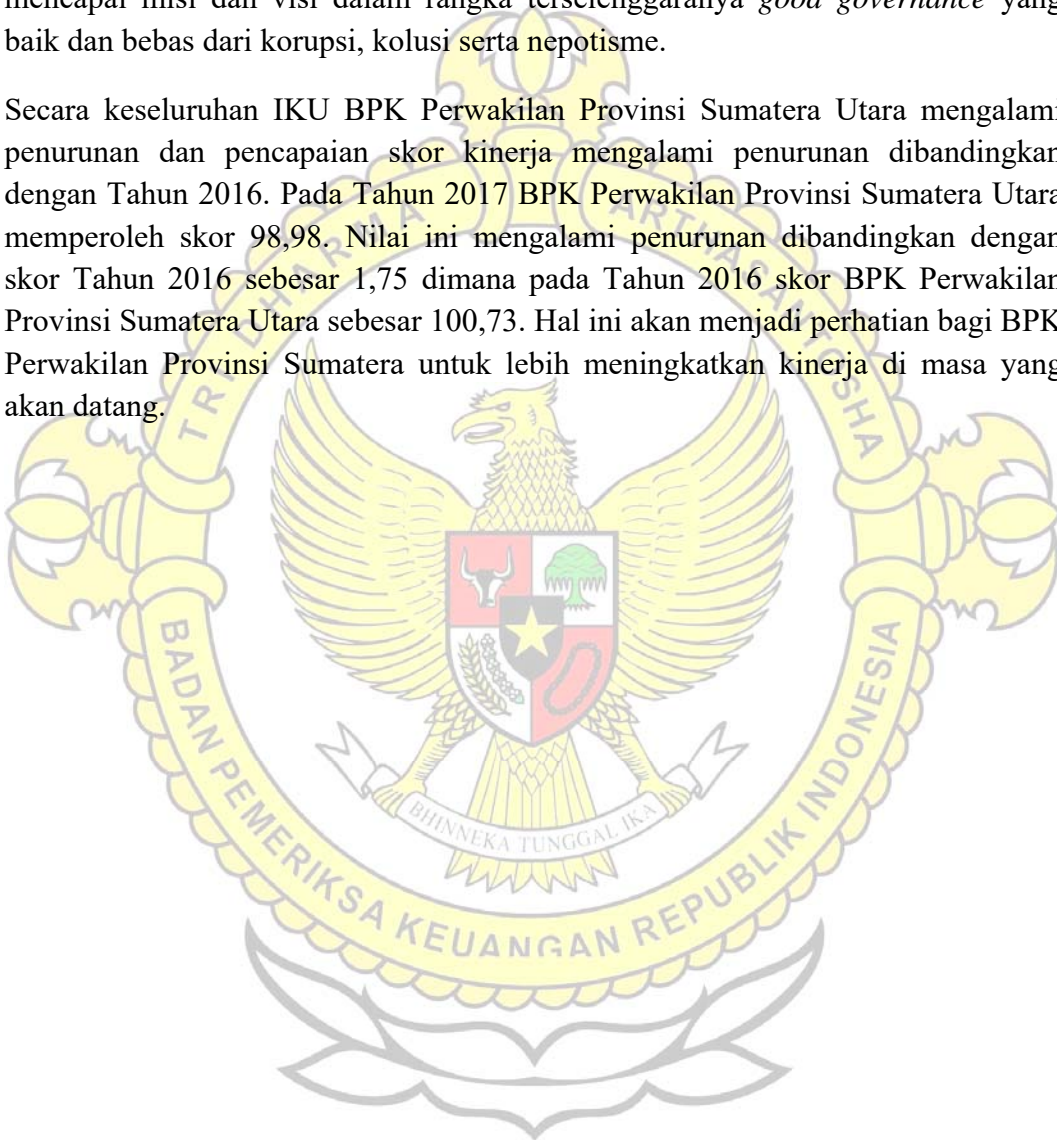 mencapai misi dan visi dalam rangka terselenggaranya good governance yang
baik dan bebas dari korupsi, kolusi serta nepotisme.
Secara keseluruhan IKU BPK Perwakilan Provinsi Sumatera Utara mengalami
penurunan dan pencapaian skor kinerja mengalami penurunan dibandingkan
dengan Tahun 2016. Pada Tahun 2017 BPK Perwakilan Provinsi Sumatera Utara
memperoleh skor 98,98. Nilai ini mengalami penurunan dibandingkan dengan
skor Tahun 2016 sebesar 1,75 dimana pada Tahun 2016 skor BPK Perwakilan
Provinsi Sumatera Utara sebesar 100,73. Hal ini akan menjadi perhatian bagi BPK
Perwakilan Provinsi Sumatera untuk lebih meningkatkan kinerja di masa yang
akan datang.
TRI DHARMA ARTHASANTOSHA
BHINNEKA TUNGGAL IKA
BADAN PEMERIKSA KEUANGAN REPUBLIK INDONESIA